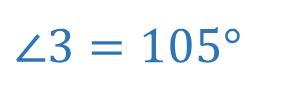 ∠3 = 105°